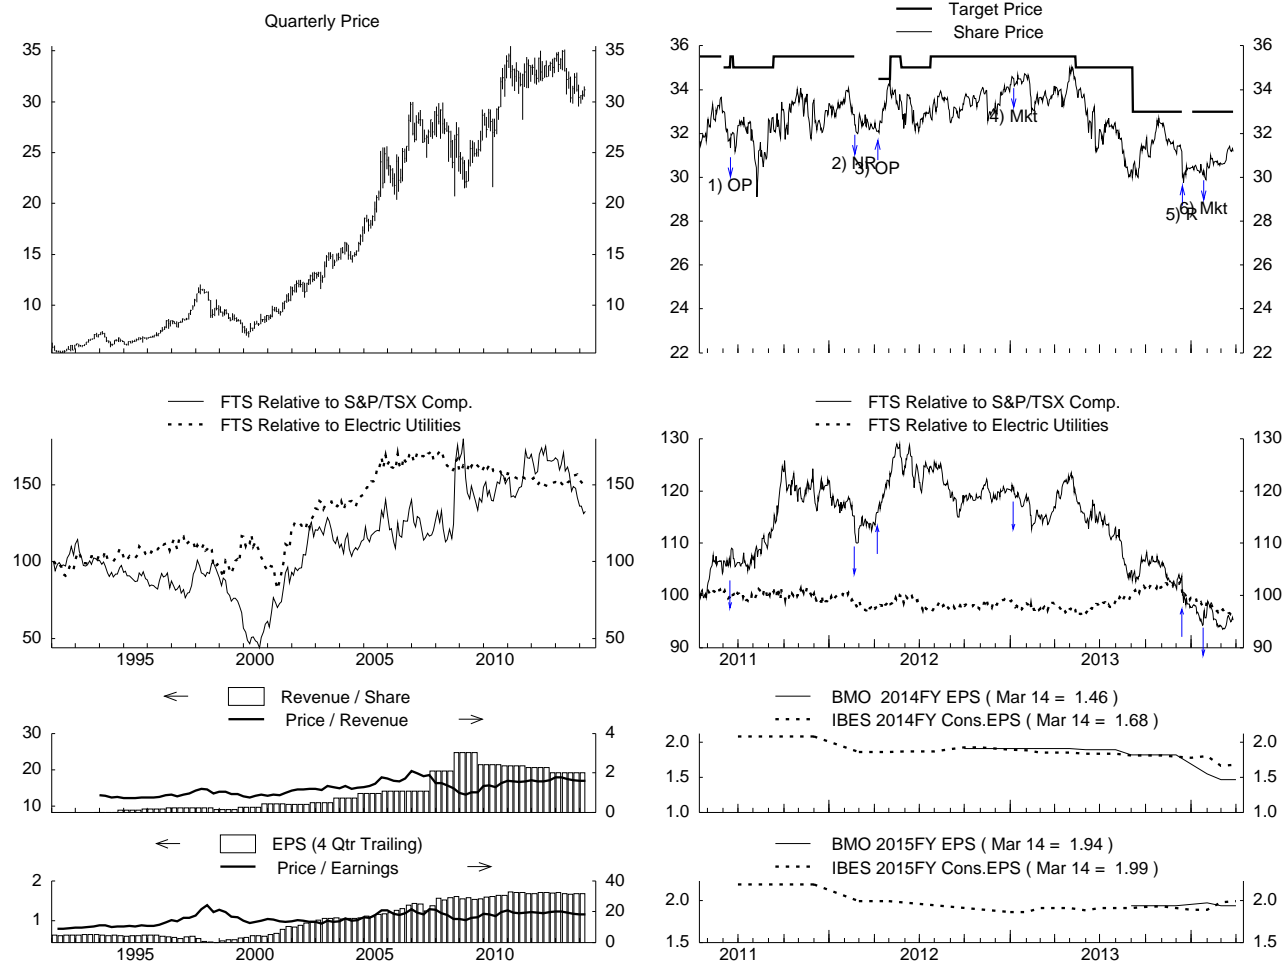 Quarterly Price
35 35
30 30
25 25
20 20
15 15
10 10
Target Price
Share Price
36 36
34 34
32 32
30 30
28 28
26 26
24 24
22 22
1) OP
2) NR
3) OP
4) Mkt
5) R
6) Mkt
FTS Relative to S&P/TSX Comp.
FTS Relative to Electric Utilities
150 150
100 100
50 50
1995 2000 2005 2010
FTS Relative to S&P/TSX Comp.
FTS Relative to Electric Utilities
130 130
120 120
110 110
100 100
90 90
2011 2012 2013
Revenue / Share
Price / Revenue
30 4
20 2
10 0
BMO 2014FY EPS ( Mar 14 = 1.46 )
IBES 2014FY Cons.EPS ( Mar 14 = 1.68 )
2.0 2.0
1.5 1.5
1.0 1.0
EPS (4 Qtr Trailing)
Price / Earnings
2 40
1 20
0
1995 2000 2005 2010
BMO 2015FY EPS ( Mar 14 = 1.94 )
IBES 2015FY Cons.EPS ( Mar 14 = 1.99 )
2.0 2.0
1.5 1.5
2011 2012 2013